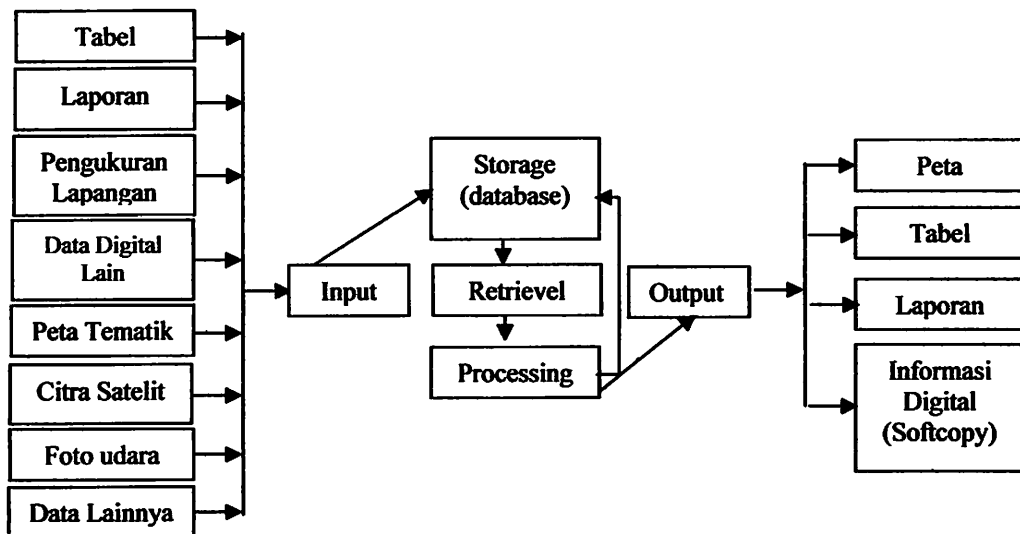 Tabel
Laporan
Pengukuran
Lapangan
Data Digital
Lain
Peta Tematik
Citra Satelit
Foto udara
Data Lainnya
Input
Storage
(database)
Retrievel
Processing
Output
Peta
Tabel
Laporan
Informasi
Digital
(Softcopy)